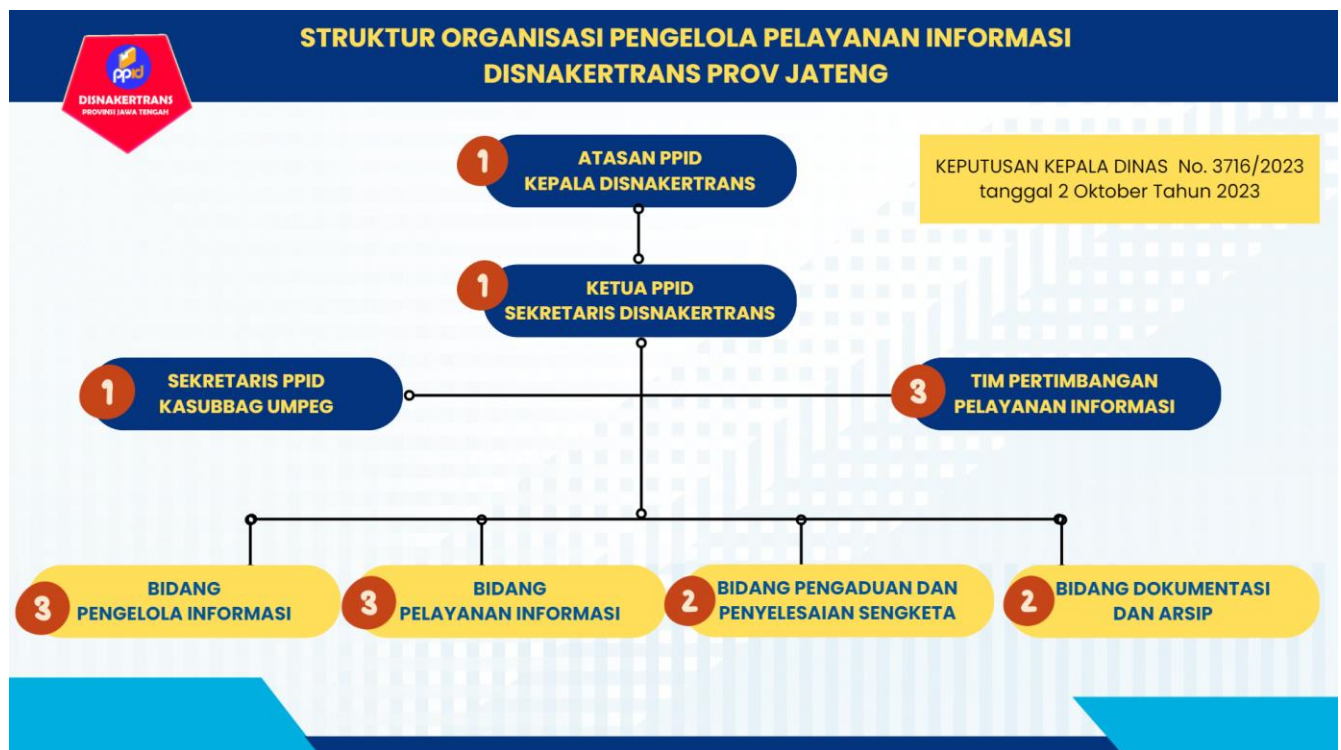 STRUKTUR ORGANISASI PENGELOLA PELAYANAN INFORMASI
DISNAKERTRANS PROV JATENG
ppid
DISNAKERTRANS
PROVINSI JAWA TENGAH
1
ATASAN PPID
KEPALA DISNAKERTRANS
KEPUTUSAN KEPALA DINAS No. 3716/2023
tanggal 2 Oktober Tahun 2023
1
KETUA PPID
SEKRETARIS DISNAKERTRANS
1
SEKRETARIS PPID
KASUBBAG UMPEG
3
TIM PERTIMBANGAN
PELAYANAN INFORMASI
3
BIDANG
PENGELOLA INFORMASI
3
BIDANG
PELAYANAN INFORMASI
2
BIDANG PENGADUAN DAN
PENYELESAIAN SENGKETA
2
BIDANG DOKUMENTASI
DAN ARSIP